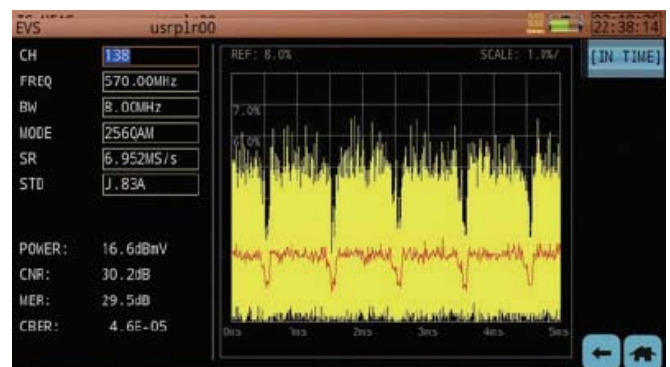 EVS usrplr00 22:38:14
CH 138
FREQ 570.00MHz
BW 8.00MHz
MODE 256QAM
SR 6.952MS/s
STD J.83A
POWER: 16.6dBmV
CNR: 30.2dB
MER: 29.5dB
CBER: 4.6E-05
REF: 8.0% SCALE: 1.0%/
7.0%
6.0%
0ms 1ms 2ms 3ms 4ms 5ms
[IN TIME]